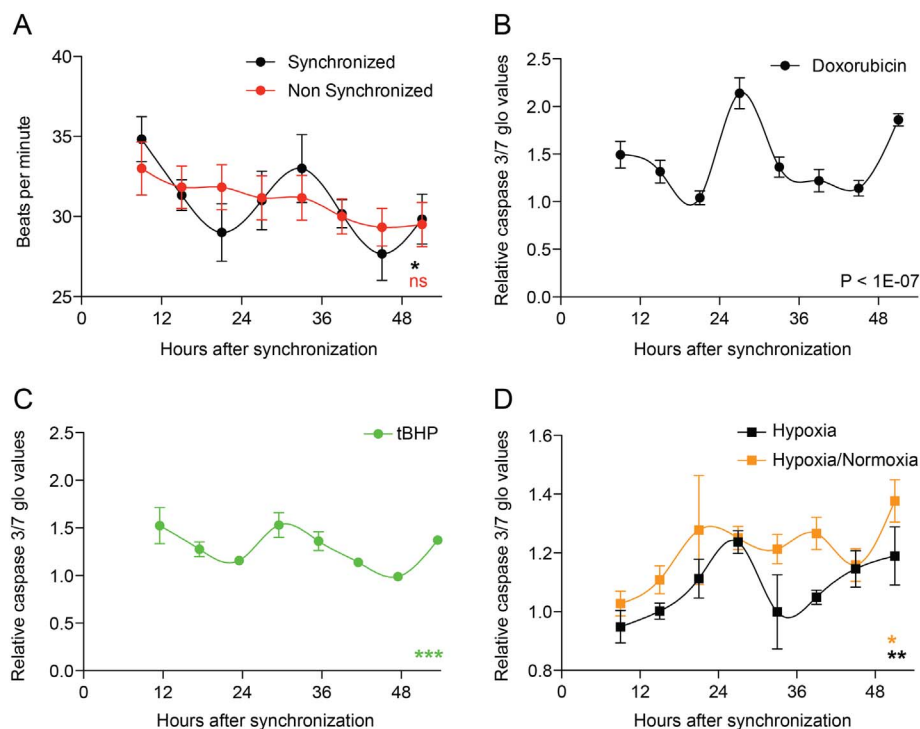 A
Synchronized
Non Synchronized
Beats per minute
40
35
30
25
*
ns
0 12 24 36 48
Hours after synchronization
B
Doxorubicin
Relative caspase 3/7 glo values
2.5
2.0
1.5
1.0
0.5
0.0
P < 1E-07
0 12 24 36 48
Hours after synchronization
C
tBHP
Relative caspase 3/7 glo values
2.5
2.0
1.5
1.0
0.5
0.0
***
0 12 24 36 48
Hours after synchronization
D
Hypoxia
Hypoxia/Normoxia
Relative caspase 3/7 glo values
1.6
1.4
1.2
1.0
0.8
*
**
0 12 24 36 48
Hours after synchronization